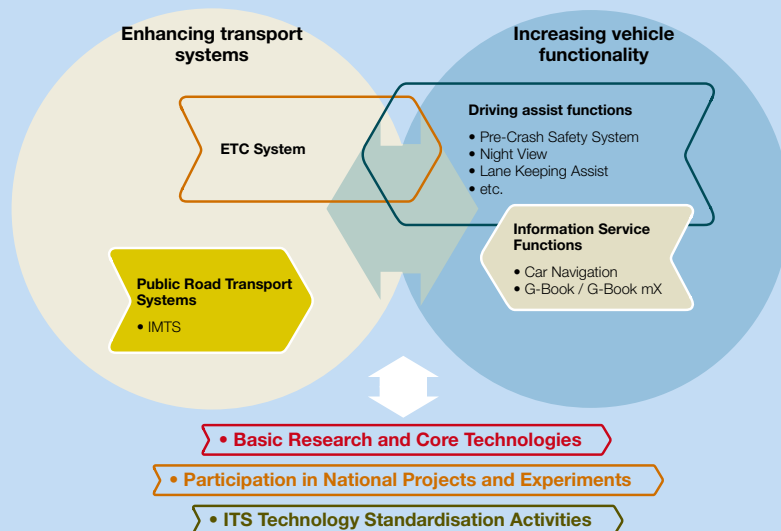 Enhancing transport
systems
Increasing vehicle
functionality
ETC System
Driving assist functions
• Pre-Crash Safety System
• Night View
• Lane Keeping Assist
• etc.
Information Service
Functions
• Car Navigation
• G-Book / G-Book mX
Public Road Transport
Systems
• IMTS
• Basic Research and Core Technologies
• Participation in National Projects and Experiments
• ITS Technology Standardisation Activities